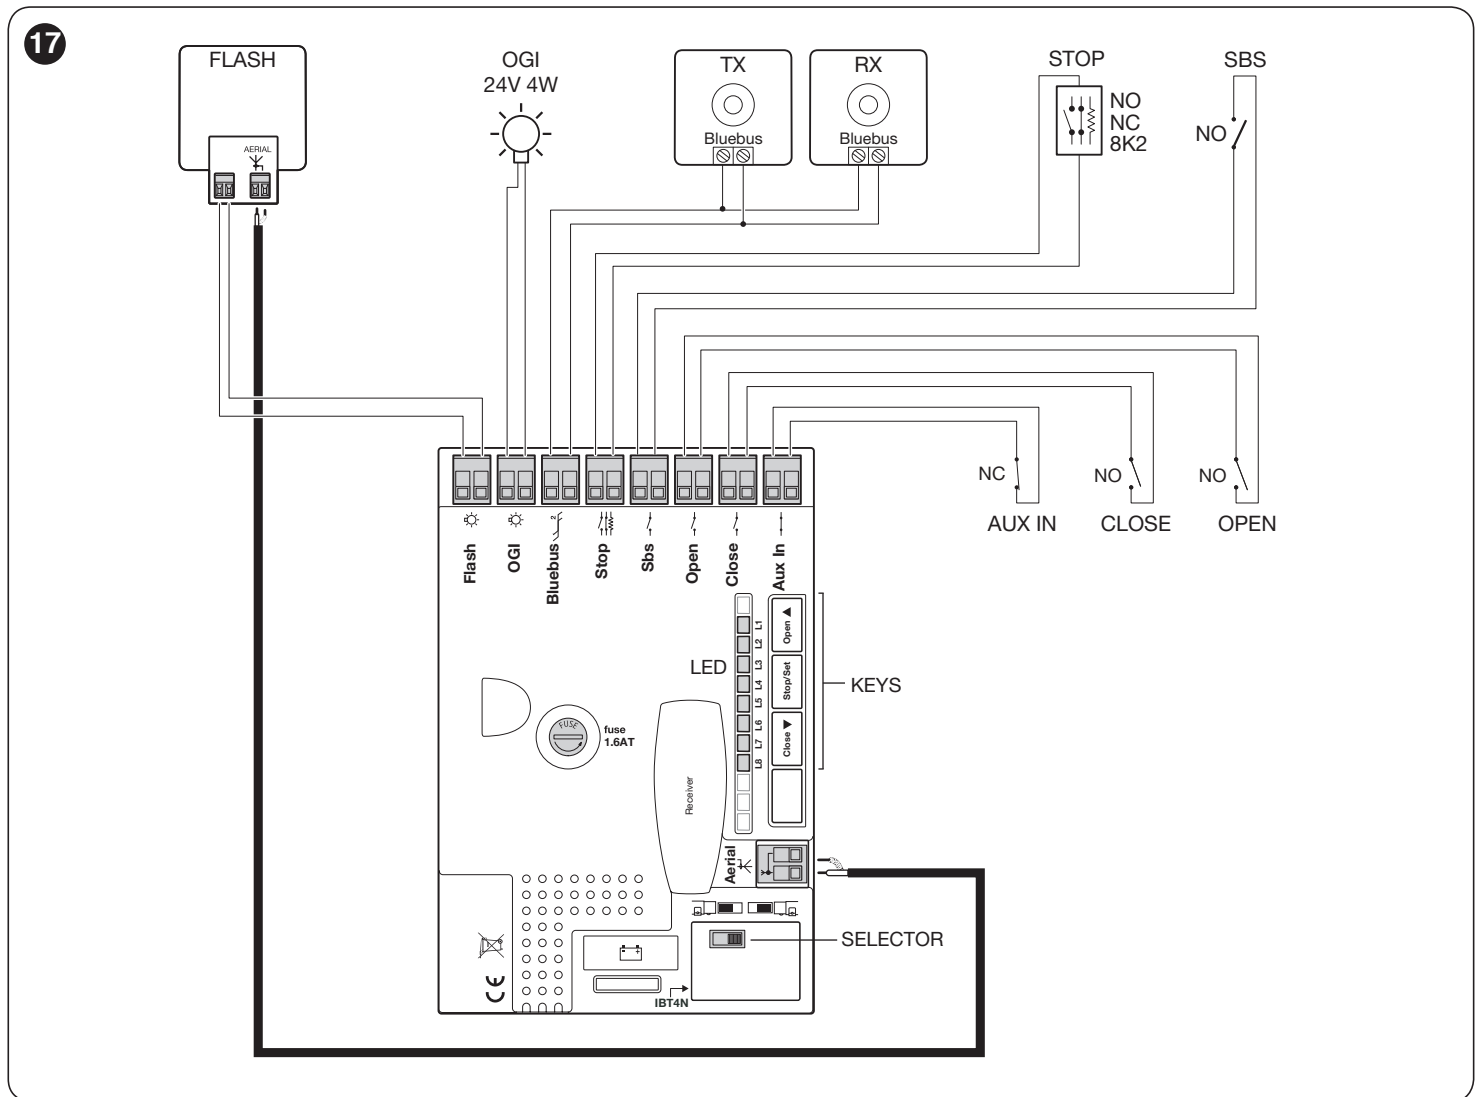 17
FLASH
AERIAL
OGI
24V 4W
TX
Bluebus
RX
Bluebus
STOP
NO
NC
8K2
SBS
NO
NC
AUX IN
NO
CLOSE
NO
OPEN
Flash
OGI
Bluebus
2
Stop
Sbs
Open
Close
Aux In
LED
L1
L2
L3
L4
L5
L6
L7
L8
Open ▲
Stop/Set
Close ▼
KEYS
FUSE
fuse
1.6AT
Receiver
Aerial
SELECTOR
IBT4N
CE